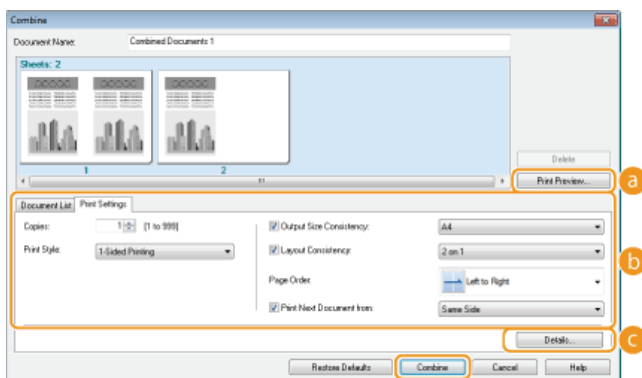 Combine
Document Name: Combined Documents 1
Sheets: 2
1 2
Delete
Print Preview... a
Document List Print Settings
Copies: 1 [1 to 999] Output Size Consistency: A4
Print Style: 1-Sided Printing Layout Consistency: 2 on 1
Page Order: Left to Right
b
Print Next Document from: Same Side
Details... c
Restore Defaults Combine Cancel Help